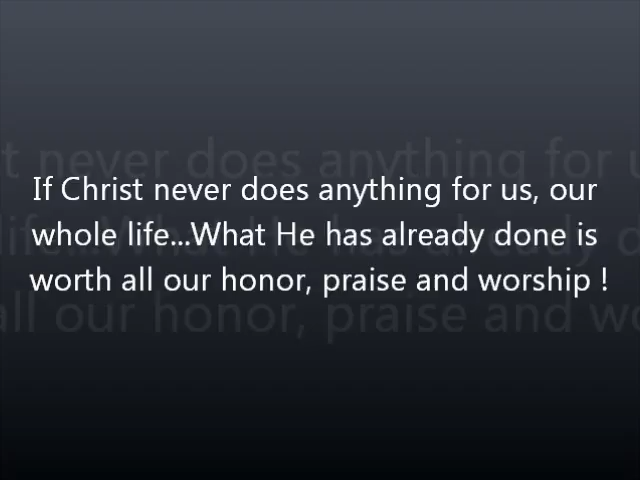 If Christ never does anything for us, our
whole life...What He has already done is
worth all our honor, praise and worship !